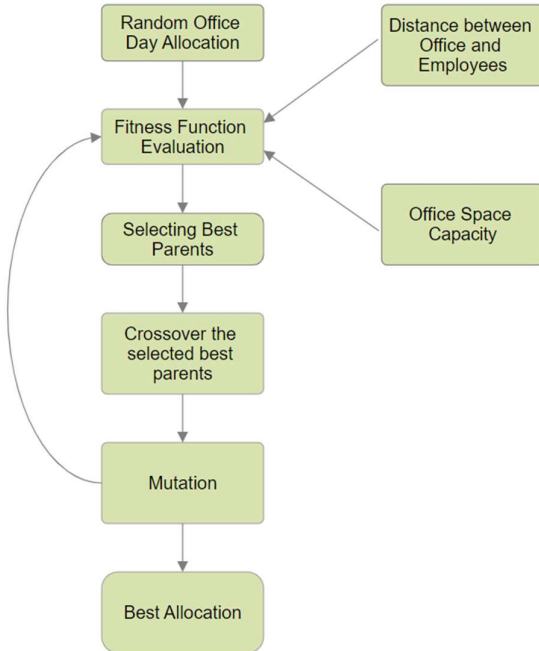 Random Office
Day Allocation
Distance between
Office and
Employees
Fitness Function
Evaluation
Selecting Best
Parents
Office Space
Capacity
Crossover the
selected best
parents
Mutation
Best Allocation